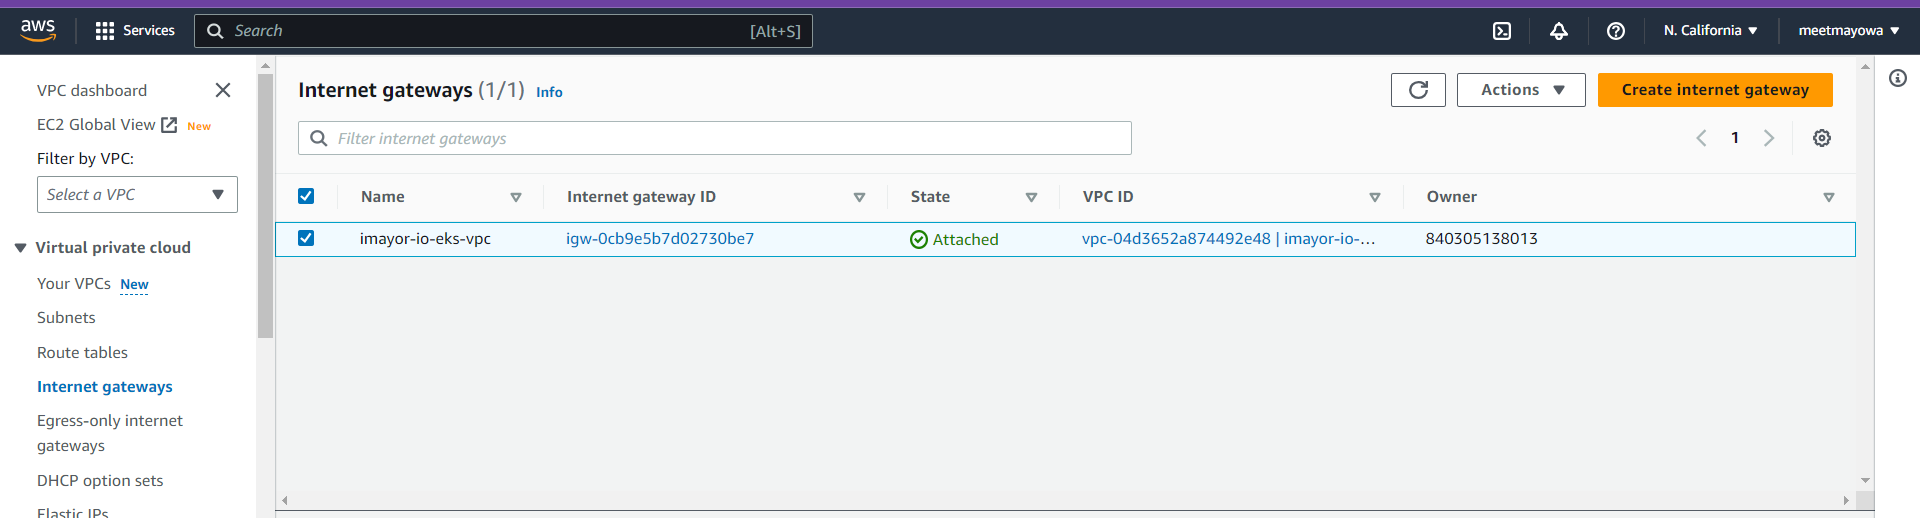 aws Services Search [Alt+S] N. California meetmayowa
VPC dashboard
EC2 Global View New
Filter by VPC:
Select a VPC
Virtual private cloud
Your VPCs New
Subnets
Route tables
Internet gateways
Egress-only internet
gateways
DHCP option sets
Elastic IPs
Internet gateways (1/1) Info Actions Create internet gateway
Filter internet gateways 1
Name Internet gateway ID State VPC ID Owner
imayor-io-eks-vpc igw-0cb9e5b7d02730be7 Attached vpc-04d3652a874492e48 | imayor-io-... 840305138013